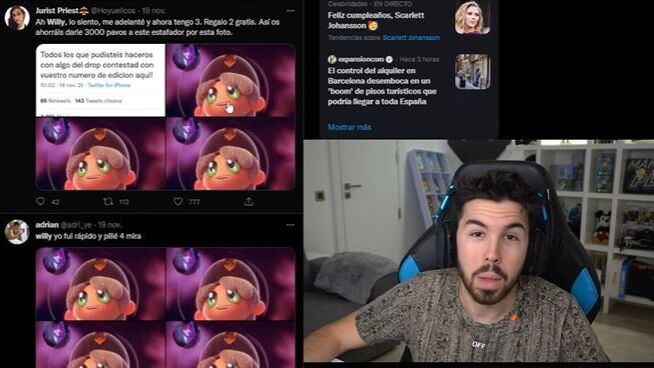 Jurist Priest @Hoyuelicos · 19 nov.
Ah Willy, lo siento, me adelanté y ahora tengo 3. Regalo 2 gratis. Así os
ahorráis darle 3000 pavos a este estafador por esta foto.
Todos los que pudisteis haceros
con algo del drop contestad con
vuestro numero de edicion aqui!
10:02 · 19 nov. 21 · Twitter for iPhone
65 Retweets 143 Tweets citados
42 113 777
adrian @adri_ye · 19 nov.
willy yo fui rápido y pillé 4 mira
Celebridades · EN DIRECTO
Feliz cumpleaños, Scarlett
Johansson
Tendencias sobre Scarlett Johansson
expansioncom · Hace 3 horas
El control del alquiler en
Barcelona desemboca en un
'boom' de pisos turísticos que
podría llegar a toda España
Mostrar más
OFF